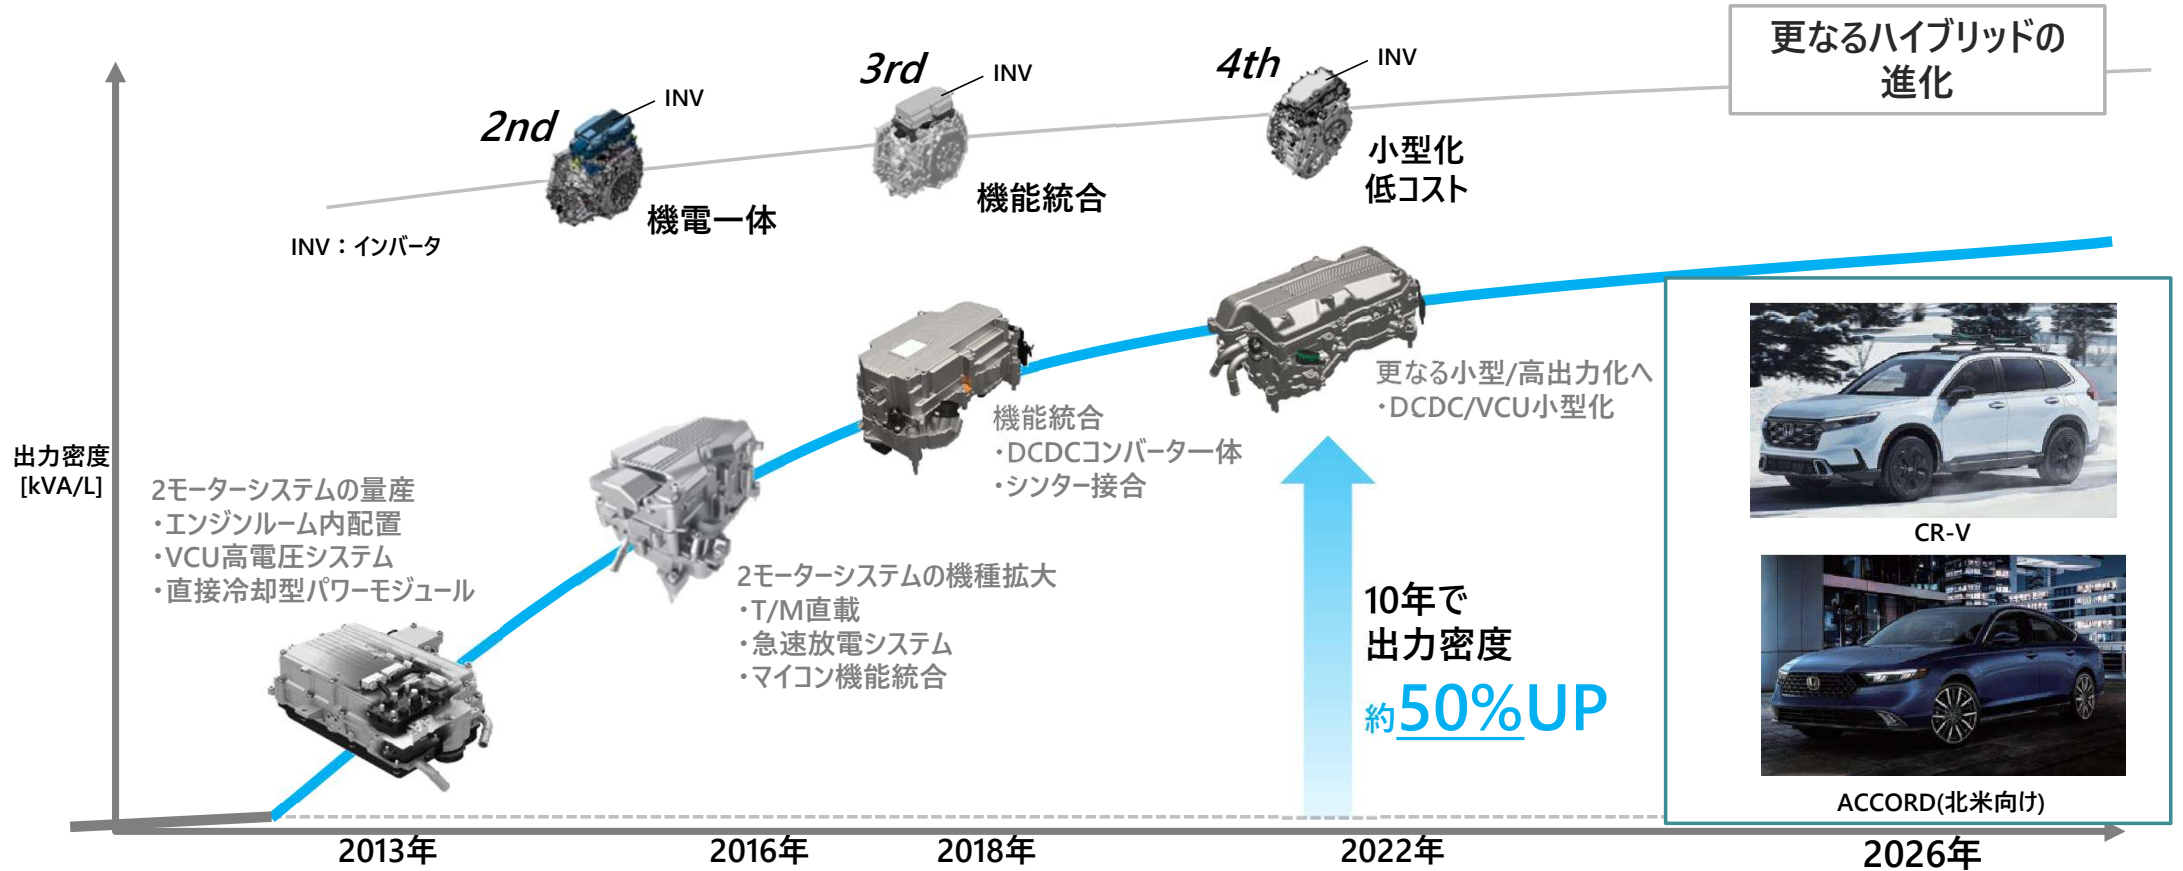 更なるハイブリッドの
進化
2nd
INV
3rd
INV
4th
INV
機電一体
機能統合
小型化
低コスト
INV：インバータ
出力密度
[kVA/L]
2モーターシステムの量産
・エンジンルーム内配置
・VCU高電圧システム
・直接冷却型パワーモジュール
2モーターシステムの機種拡大
・T/M直載
・急速放電システム
・マイコン機能統合
機能統合
・DCDCコンバーター体
・シンター接合
更なる小型/高出力化へ
・DCDC/VCU小型化
10年で
出力密度
約50%UP
CR-V
ACCORD(北米向け)
2013年
2016年
2018年
2022年
2026年